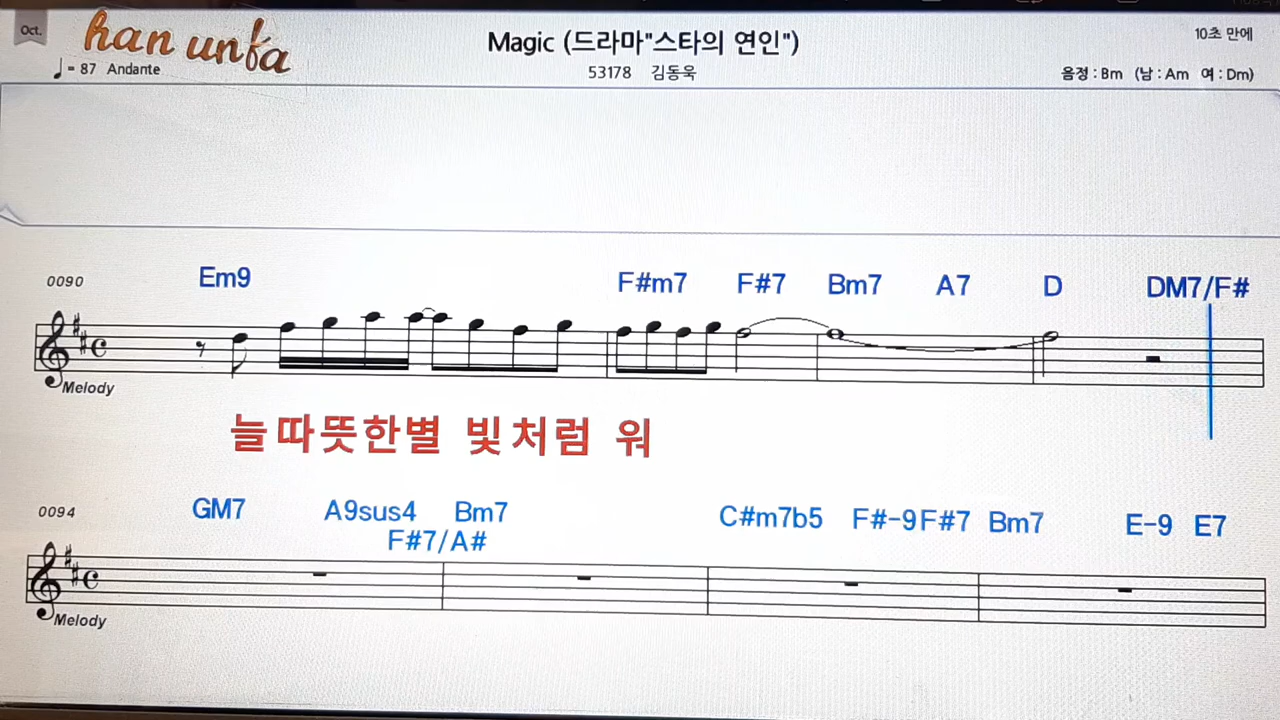 Oct.
han unfa
Magic (드라마"스타의 연인")
10초 만에
= 87 Andante
53178 김동욱
음정 : Bm (남 : Am 여 : Dm)
0090
Em9 F#m7 F#7 Bm7 A7 D DM7/F#
Melody
늘따뜻한별 빛처럼 워
0094
GM7 A9sus4 Bm7 C#m7b5 F#-9F#7 Bm7 E-9 E7
F#7/A#
Melody